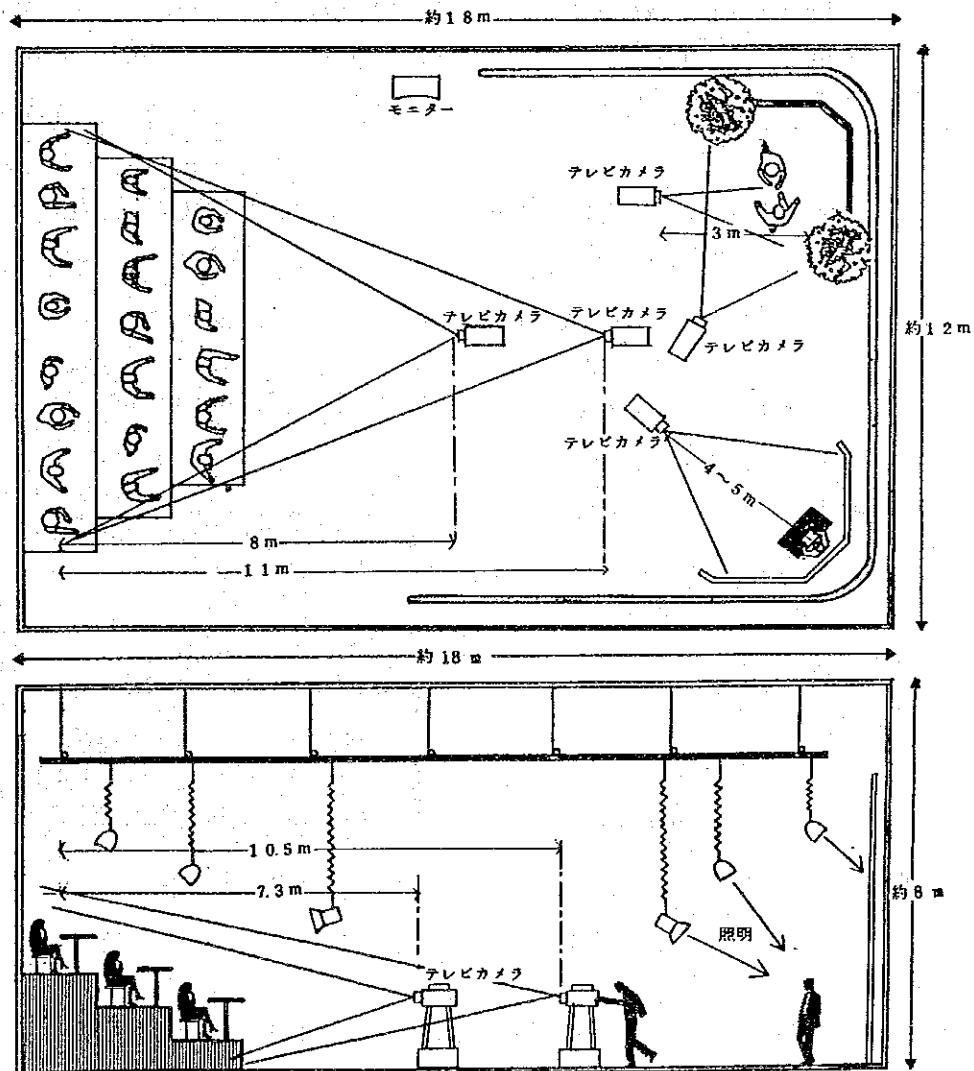 約18m
モニター
テレビカメラ
3m
テレビカメラ
テレビカメラ
テレビカメラ
約12m
テレビカメラ
4~5m
8m
11m
約18m
10.5m
7.3m
約8m
照明
テレビカメラ